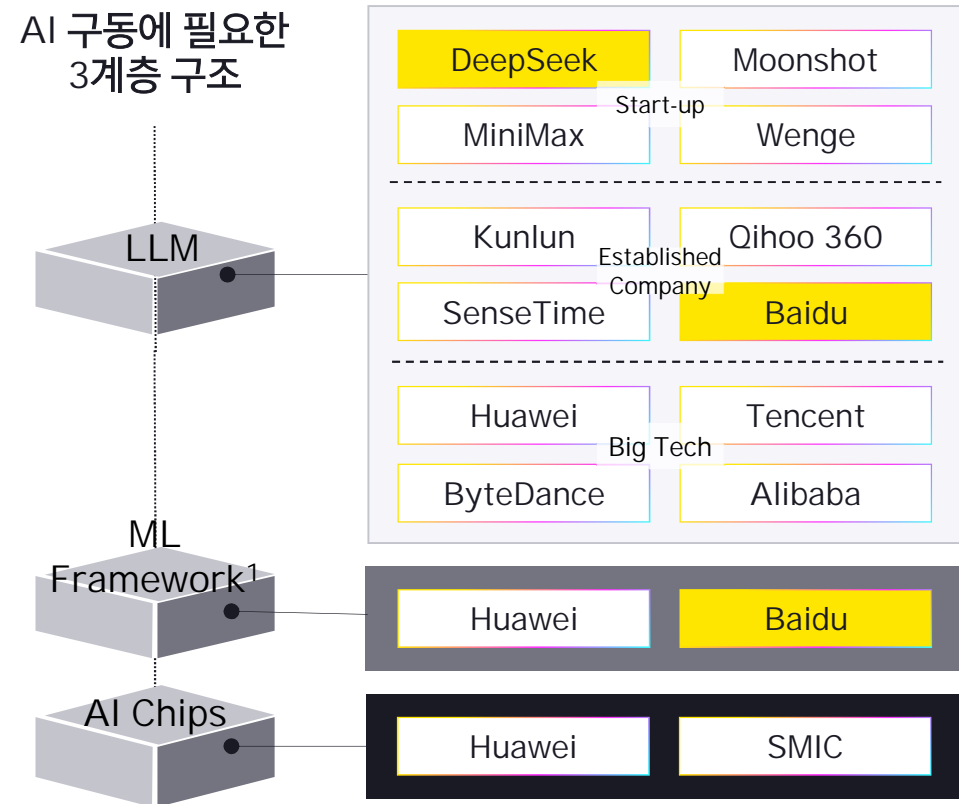 AI 구동에 필요한
3계층 구조
DeepSeek
Moonshot
Start-up
MiniMax
Wenge
LLM
Kunlun
Qihoo 360
Established
Company
SenseTime
Baidu
Huawei
Tencent
Big Tech
ByteDance
Alibaba
ML
Framework¹
Huawei
Baidu
AI Chips
Huawei
SMIC